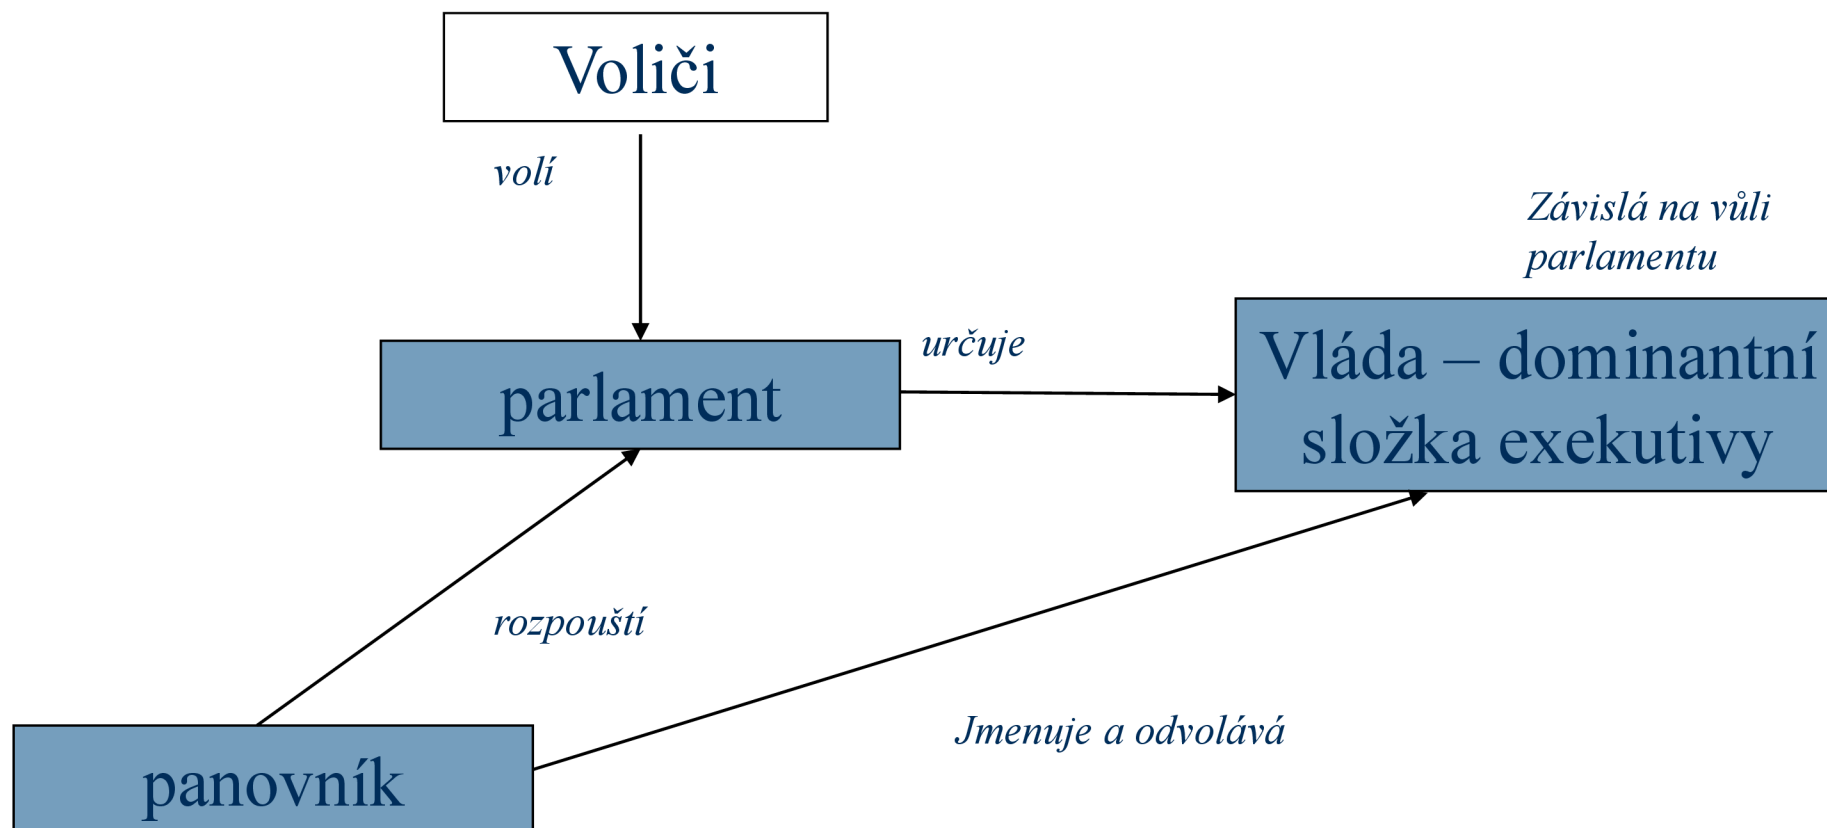 Voliči
volí
Závislá na vůli
parlamentu
určuje
parlament
Vláda – dominantní
složka exekutivy
rozpouští
Jmenuje a odvolává
panovník